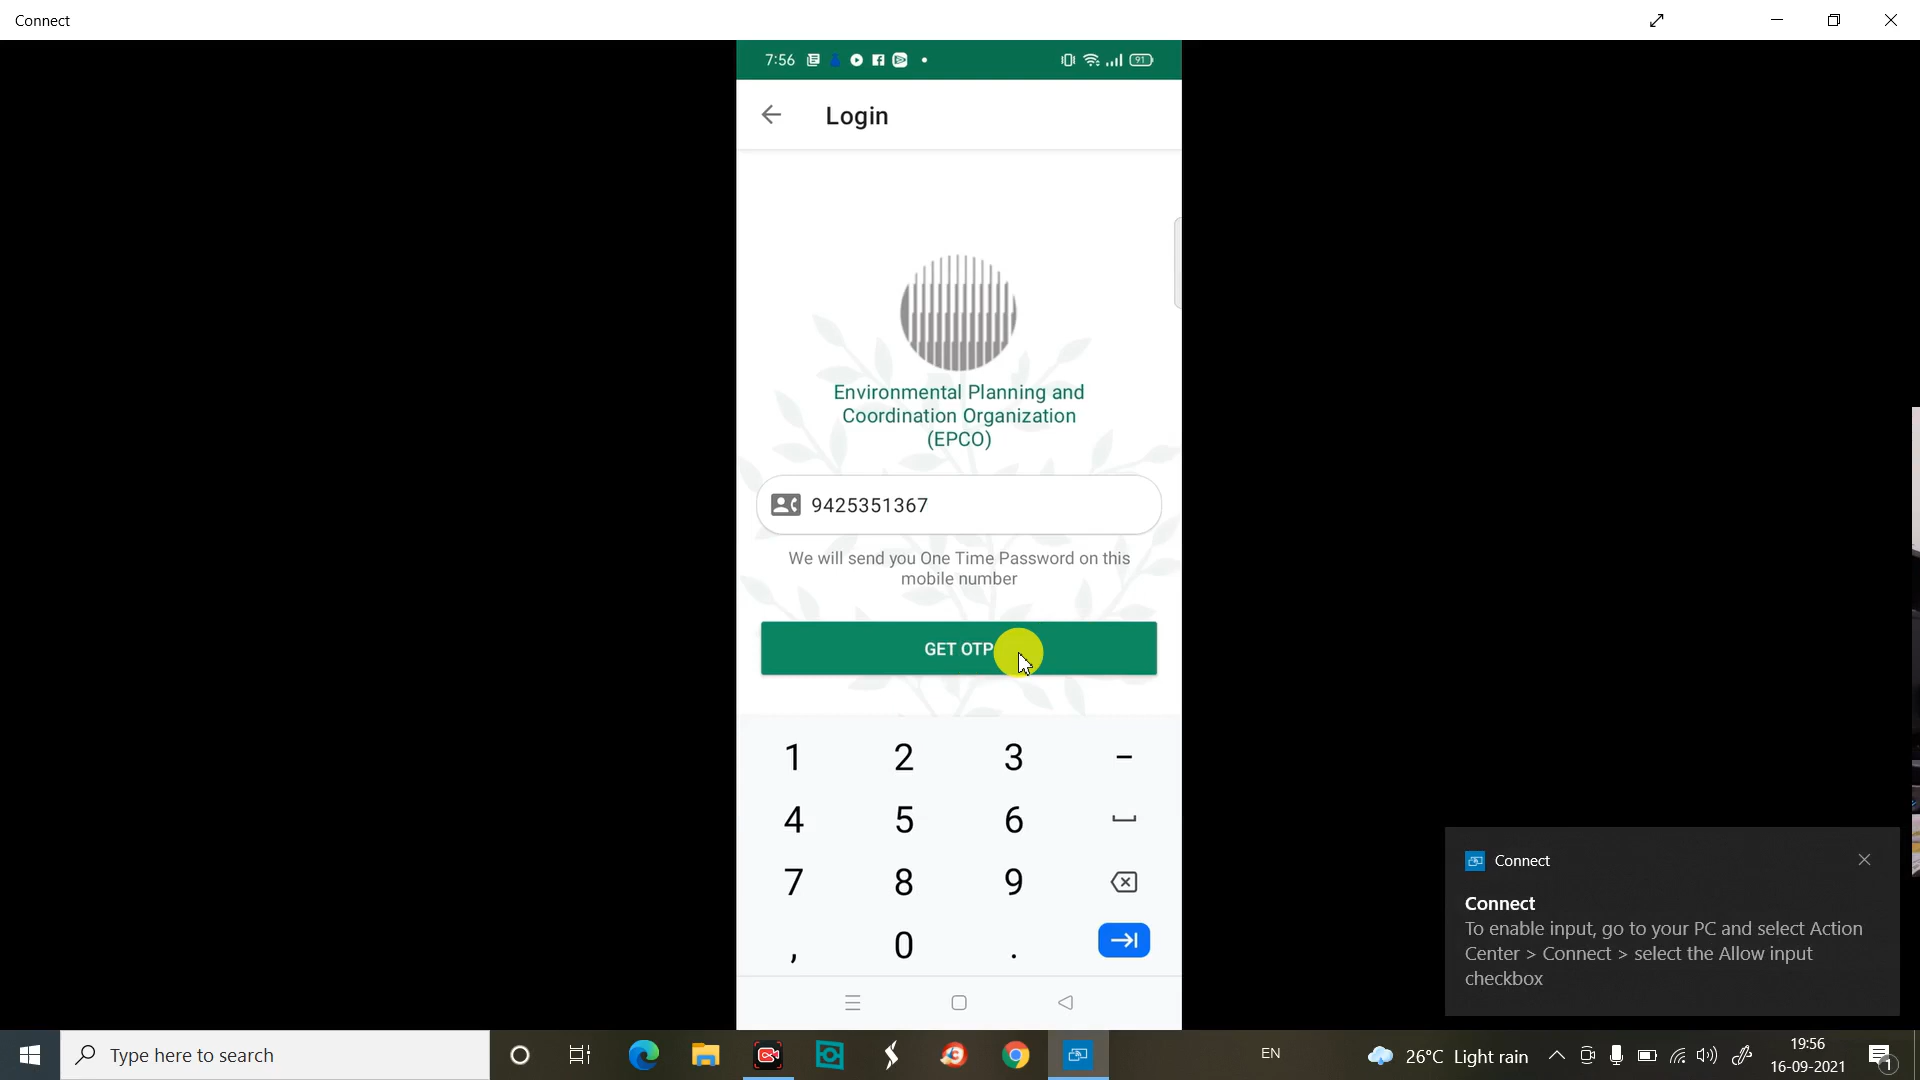 Connect
7:56
91
Login
Environmental Planning and
Coordination Organization
(EPCO)
9425351367
We will send you One Time Password on this
mobile number
GET OTP
1 2 3 -
4 5 6
7 8 9
, 0 .
Connect
Connect
To enable input, go to your PC and select Action
Center > Connect > select the Allow input
checkbox
Type here to search
EN
26°C Light rain
19:56
16-09-2021
1